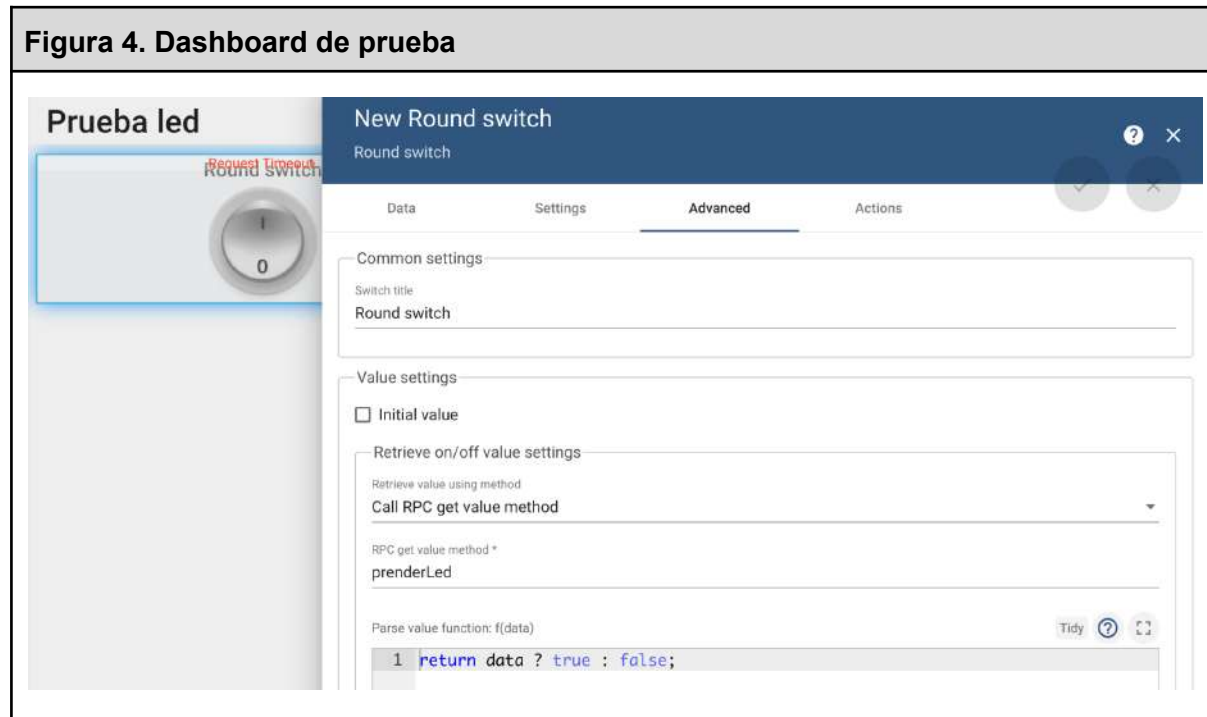 Figura 4. Dashboard de prueba
Prueba led
Request Timeout
Round switch
I
0
New Round switch
Round switch
Data Settings Advanced Actions
Common settings
Switch title
Round switch
Value settings
Initial value
Retrieve on/off value settings
Retrieve value using method
Call RPC get value method
RPC get value method *
prenderLed
Parse value function: f(data)
Tidy
1 return data ? true : false;